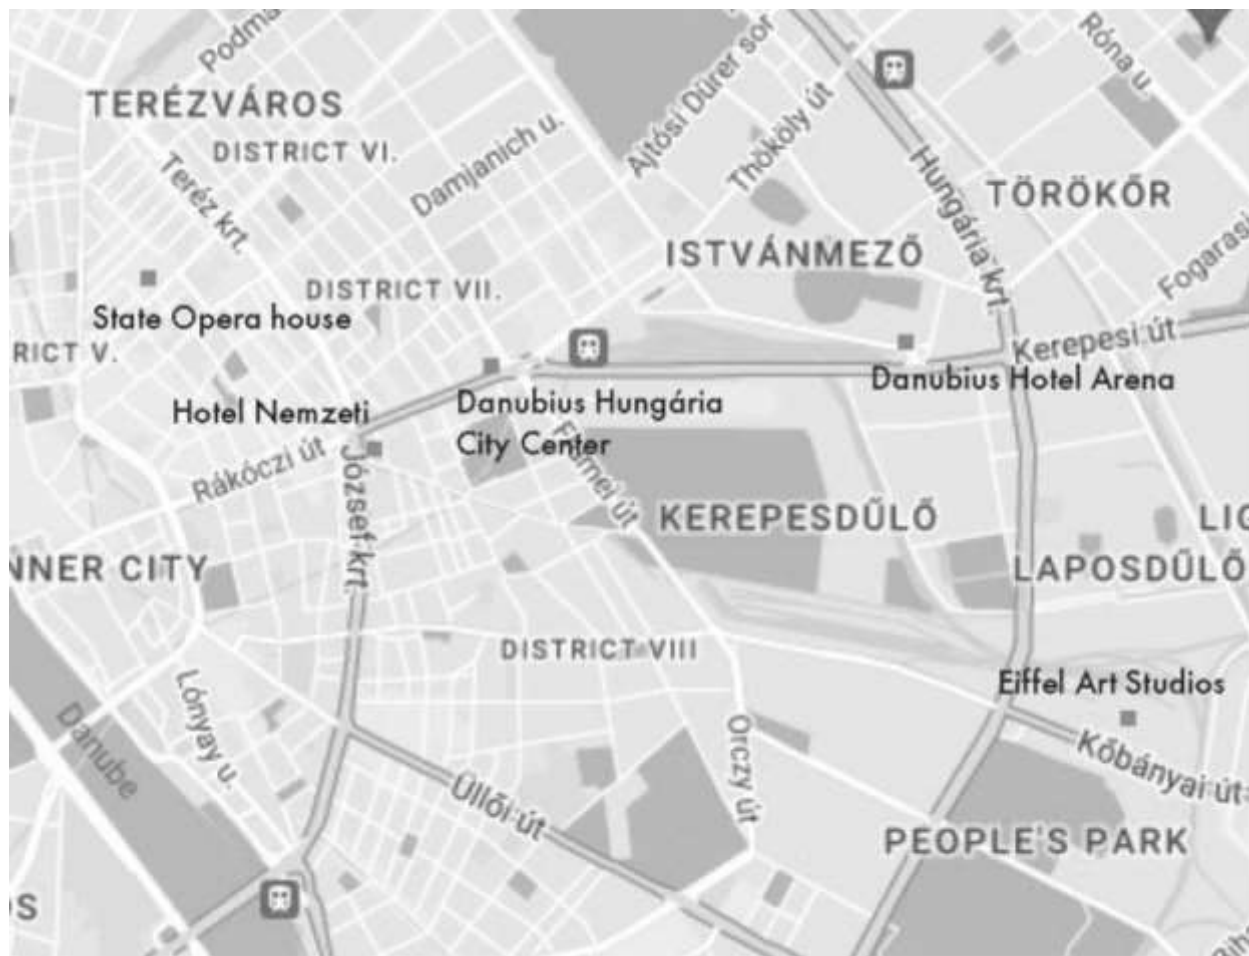 Podma
Róna u.
Ajtósi Dürer sor
TERÉZVÁROS
Thököly út
DISTRICT VI.
Damjanich u.
Teréz krt.
Hungária krt.
TÖRÖKŐR
ISTVÁNMEZŐ
Fogarasi
DISTRICT VII.
State Opera house
RICT V.
Kerepesi út
Danubius Hotel Arena
Hotel Nemzeti
Danubius Hungária
City Center
Rákóczi út
József krt.
Fiumei út
KEREPESDŰLŐ
NNER CITY
LAPOSDŰLŐ
DISTRICT VIII
Eiffel Art Studios
Lónyay u.
Danube
Orczy út
Kőbányai út
Üllői út
PEOPLE'S PARK